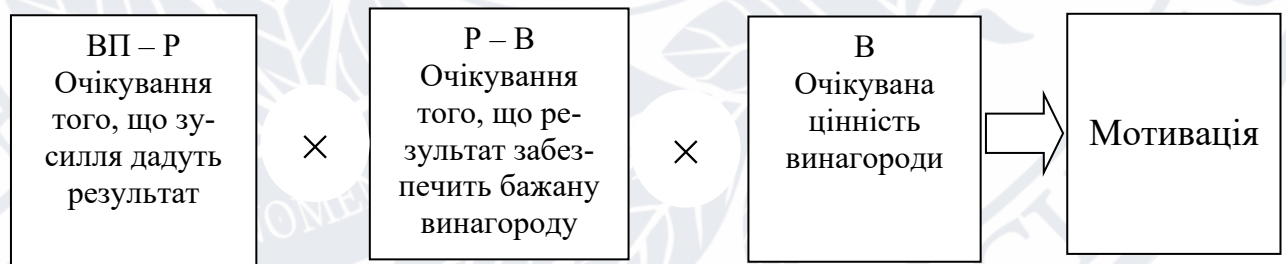 ВП – Р
Очікування
того, що зу-
силля дадуть
результат
×
Р – В
Очікування
того, що ре-
зультат забез-
печить бажану
винагороду
×
В
Очікувана
цінність
винагороди
Мотивація